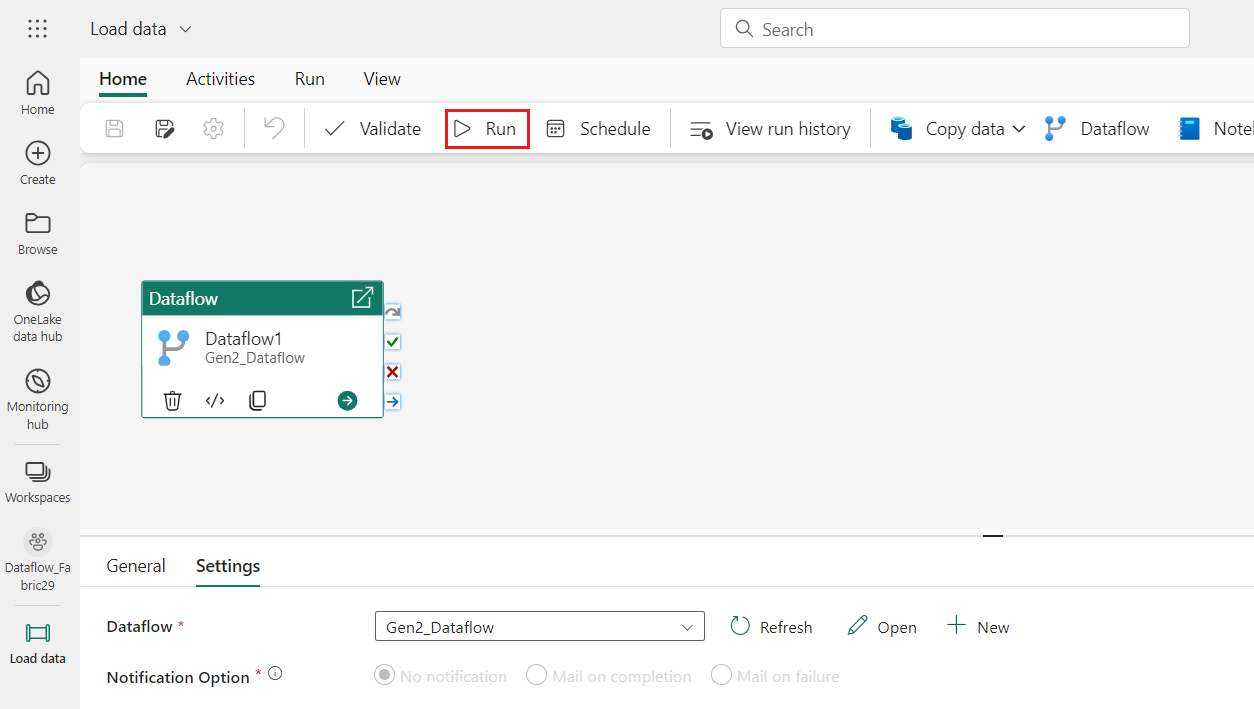 Load data
Search
Home Activities Run View
Validate Run Schedule View run history Copy data Dataflow
Home
Create
Browse
OneLake
data hub
Monitoring
hub
Workspaces
Dataflow_Fa
bric29
Load data
Dataflow
Dataflow1
Gen2_Dataflow
General Settings
Dataflow *
Gen2_Dataflow Refresh Open New
Notification Option *
No notification Mail on completion Mail on failure